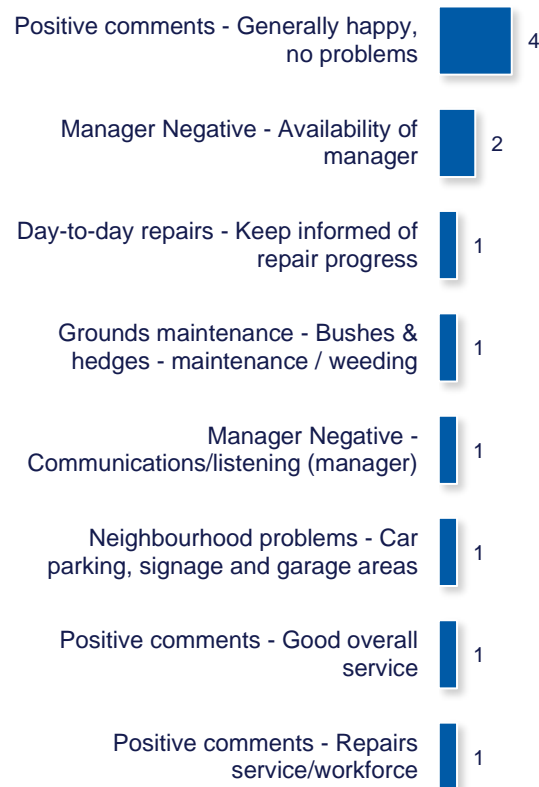 Positive comments - Generally happy,
no problems
4
Manager Negative - Availability of
manager
2
Day-to-day repairs - Keep informed of
repair progress
1
Grounds maintenance - Bushes &
hedges - maintenance / weeding
1
Manager Negative -
Communications/listening (manager)
1
Neighbourhood problems - Car
parking, signage and garage areas
1
Positive comments - Good overall
service
1
Positive comments - Repairs
service/workforce
1